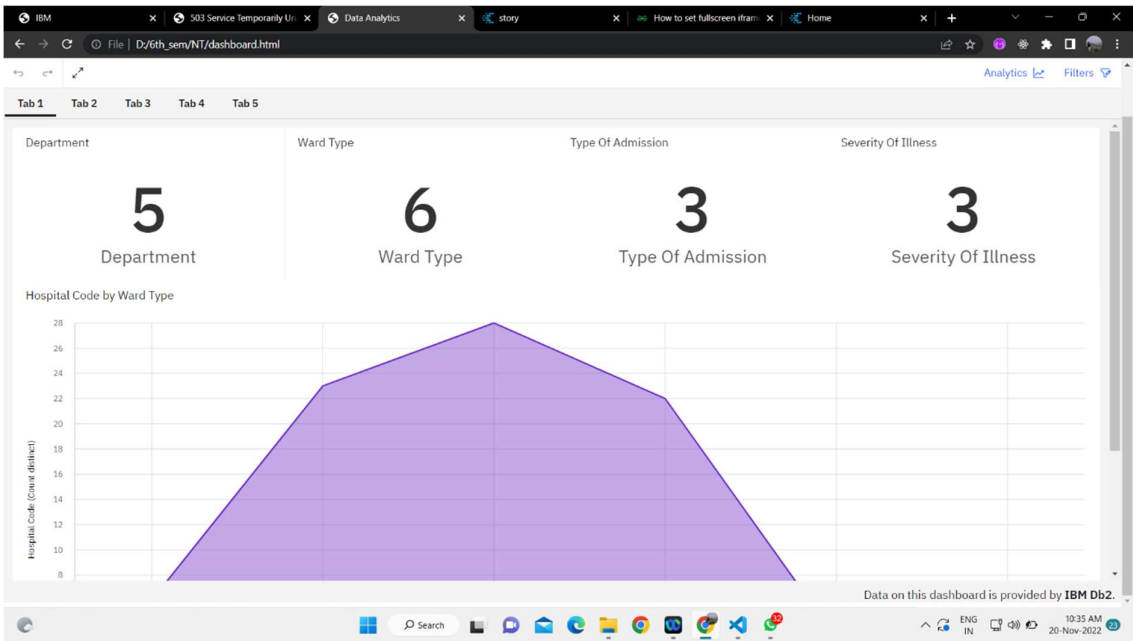 IBM
503 Service Temporarily Un
Data Analytics
story
How to set fullscreen ifram
Home
File | D:/6th_sem/NT/dashboard.html
Analytics
Filters
Tab 1 Tab 2 Tab 3 Tab 4 Tab 5
Department
Ward Type
Type Of Admission
Severity Of Illness
5
6
3
3
Department
Ward Type
Type Of Admission
Severity Of Illness
Hospital Code by Ward Type
Hospital Code (Count distinct)
28
26
24
22
20
18
16
14
12
10
8
Data on this dashboard is provided by IBM Db2.
Search
32
ENG
IN
10:35 AM
20-Nov-2022
23